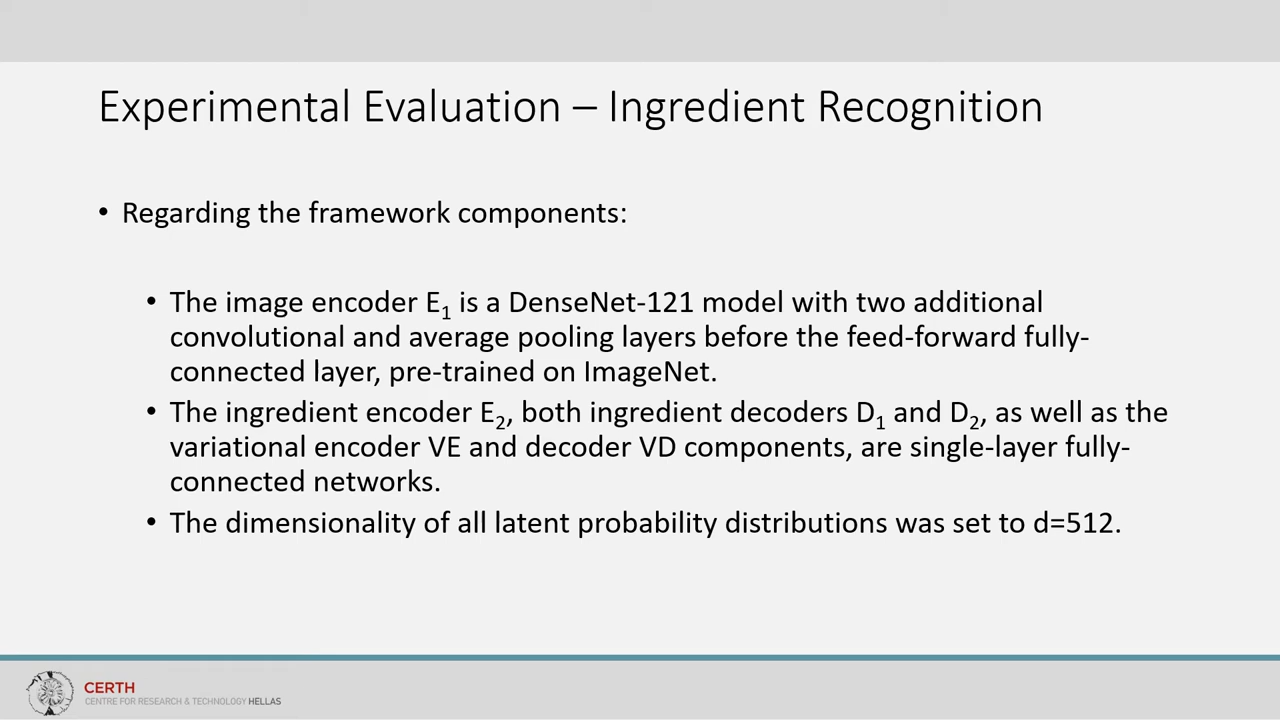 Experimental Evaluation – Ingredient Recognition
• Regarding the framework components:
• The image encoder E₁ is a DenseNet-121 model with two additional
convolutional and average pooling layers before the feed-forward fully-
connected layer, pre-trained on ImageNet.
• The ingredient encoder E₂, both ingredient decoders D₁ and D₂, as well as the
variational encoder VE and decoder VD components, are single-layer fully-
connected networks.
• The dimensionality of all latent probability distributions was set to d=512.
CERTH
CENTRE FOR RESEARCH & TECHNOLOGY HELLAS